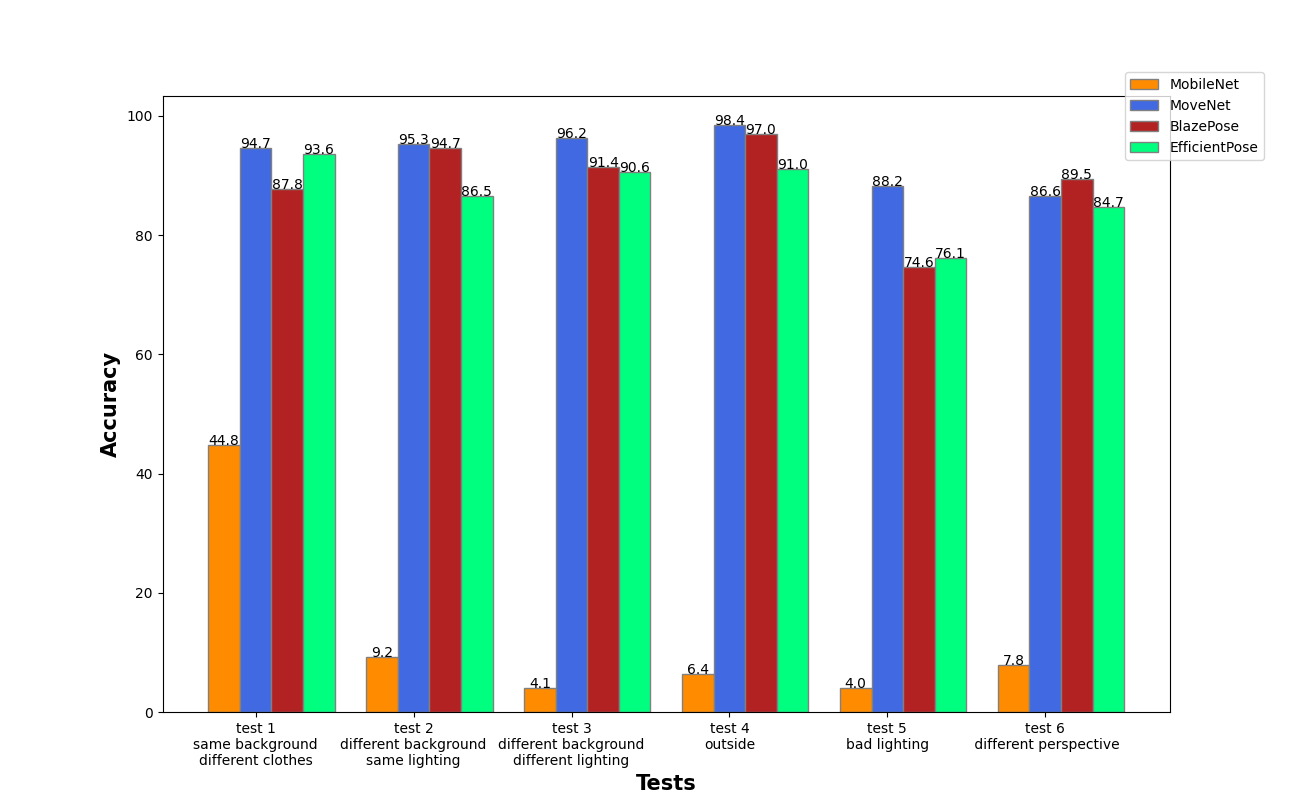 MobileNet
MoveNet
BlazePose
EfficientPose
100
80
60
40
20
0
Accuracy
44.8
94.7
87.8
93.6
9.2
95.3
94.7
86.5
4.1
96.2
91.4
90.6
6.4
98.4
97.0
91.0
4.0
88.2
74.6
76.1
7.8
86.6
89.5
84.7
test 1
same background
different clothes
test 2
different background
same lighting
test 3
different background
different lighting
test 4
outside
test 5
bad lighting
test 6
different perspective
Tests